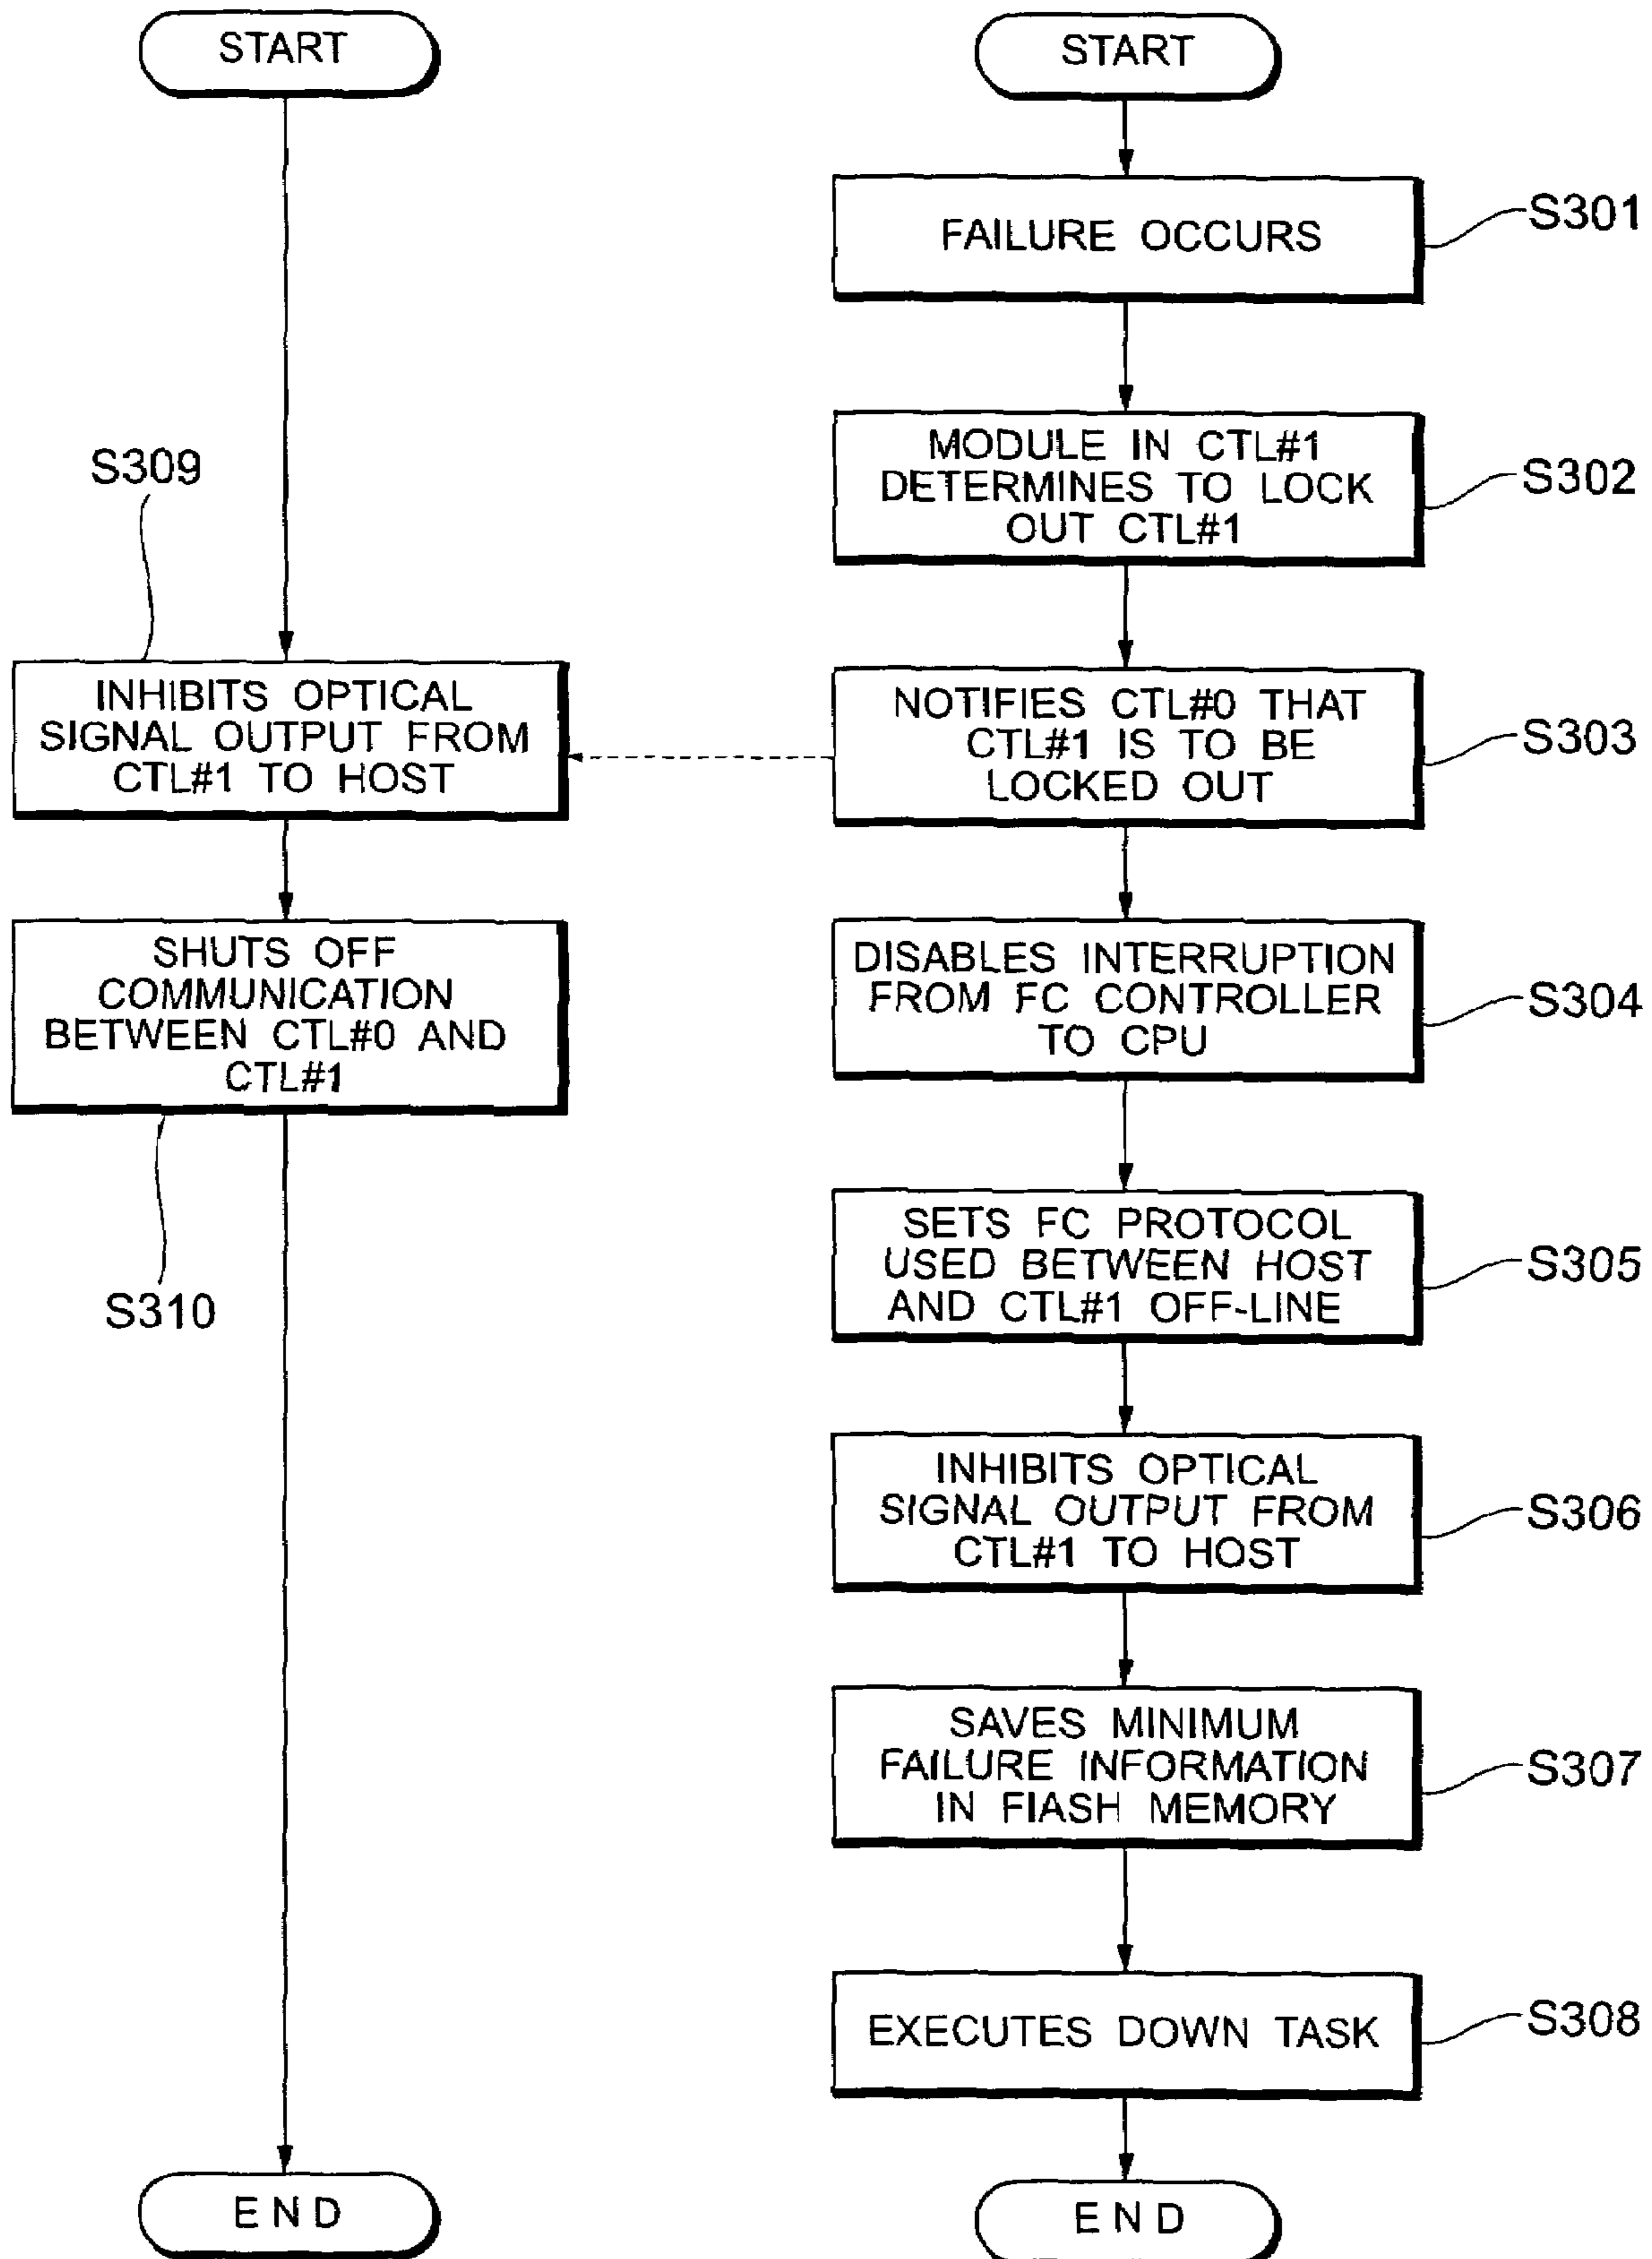 START
S309
INHIBITS OPTICAL
SIGNAL OUTPUT FROM
CTL#1 TO HOST
SHUTS OFF
COMMUNICATION
BETWEEN CTL#0 AND
CTL#1
S310
END
START
FAILURE OCCURS
S301
MODULE IN CTL#1
DETERMINES TO LOCK
OUT CTL#1
S302
NOTIFIES CTL#0 THAT
CTL#1 IS TO BE
LOCKED OUT
S303
DISABLES INTERRUPTION
FROM FC CONTROLLER
TO CPU
S304
SETS FC PROTOCOL
USED BETWEEN HOST
AND CTL#1 OFF-LINE
S305
INHIBITS OPTICAL
SIGNAL OUTPUT FROM
CTL#1 TO HOST
S306
SAVES MINIMUM
FAILURE INFORMATION
IN FIASH MEMORY
S307
EXECUTES DOWN TASK
S308
END